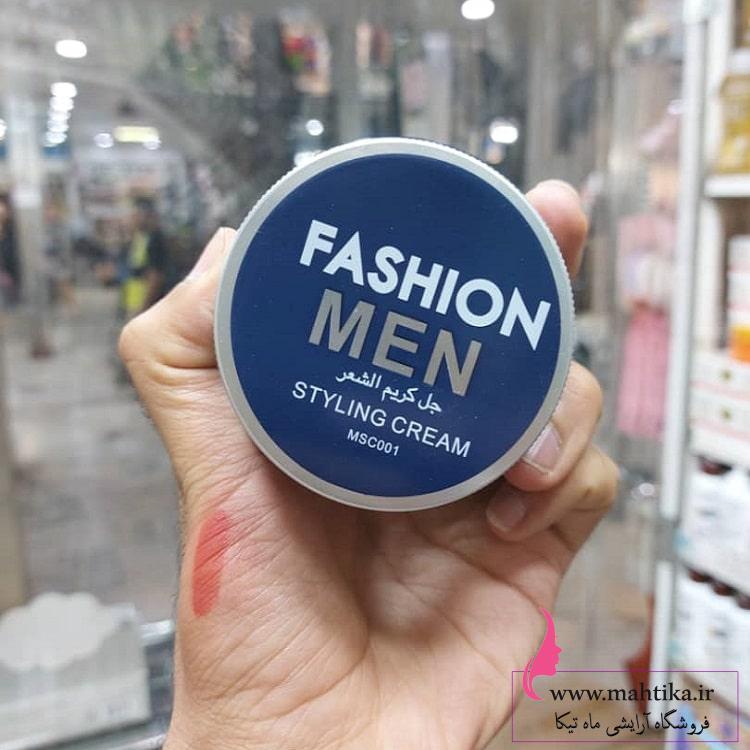 FASHION
MEN
جل كريم الشعر
STYLING CREAM
MSC001
www.mahtika.ir
فروشگاه آرایشی ماه تیکا